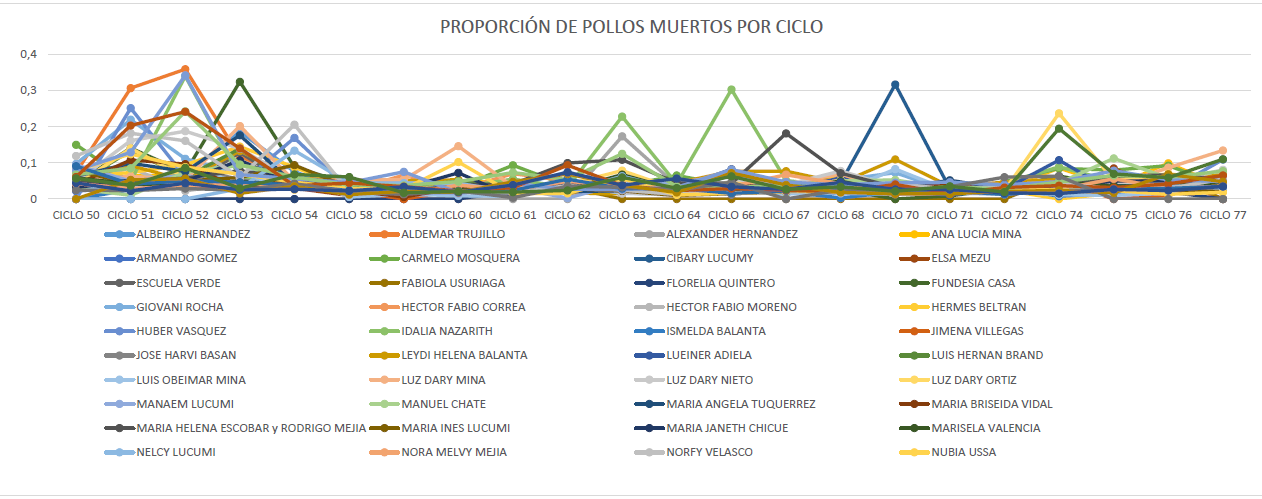 PROPORCIÓN DE POLLOS MUERTOS POR CICLO
0,4
0,3
0,2
0,1
0
CICLO 50 CICLO 51 CICLO 52 CICLO 53 CICLO 54 CICLO 58 CICLO 59 CICLO 60 CICLO 61 CICLO 62 CICLO 63 CICLO 64 CICLO 66 CICLO 67 CICLO 68 CICLO 70 CICLO 71 CICLO 72 CICLO 74 CICLO 75 CICLO 76 CICLO 77
ALBEIRO HERNANDEZ ALDEMAR TRUJILLO ALEXANDER HERNANDEZ ANA LUCIA MINA
ARMANDO GOMEZ CARMELO MOSQUERA CIBARY LUCUMY ELSA MEZU
ESCUELA VERDE FABIOLA USURIAGA FLORELIA QUINTERO FUNDESIA CASA
GIOVANI ROCHA HECTOR FABIO CORREA HECTOR FABIO MORENO HERMES BELTRAN
HUBER VASQUEZ IDALIA NAZARITH ISMELDA BALANTA JIMENA VILLEGAS
JOSE HARVI BASAN LEYDI HELENA BALANTA LUEINER ADIELA LUIS HERNAN BRAND
LUIS OBEIMAR MINA LUZ DARY MINA LUZ DARY NIETO LUZ DARY ORTIZ
MANAEM LUCUMI MANUEL CHATE MARIA ANGELA TUQUERREZ MARIA BRISEIDA VIDAL
MARIA HELENA ESCOBAR y RODRIGO MEJIA MARIA INES LUCUMI MARIA JANETH CHICUE MARISELA VALENCIA
NELCY LUCUMI NORA MELVY MEJIA NORFY VELASCO NUBIA USSA